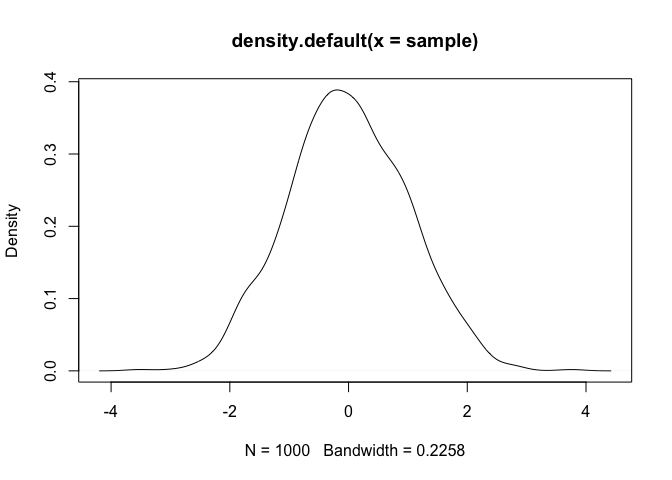 density.default(x = sample)
Density
0.4
0.3
0.2
0.1
0.0
-4 -2 0 2 4
N = 1000 Bandwidth = 0.2258